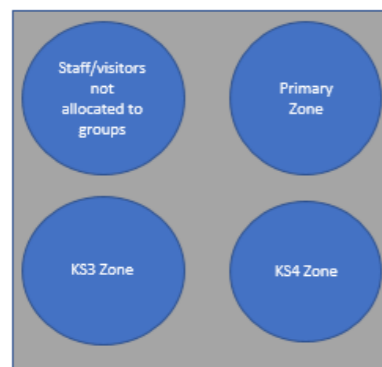 Staff/visitors
not
allocated to
groups
Primary
Zone
KS3 Zone
KS4 Zone